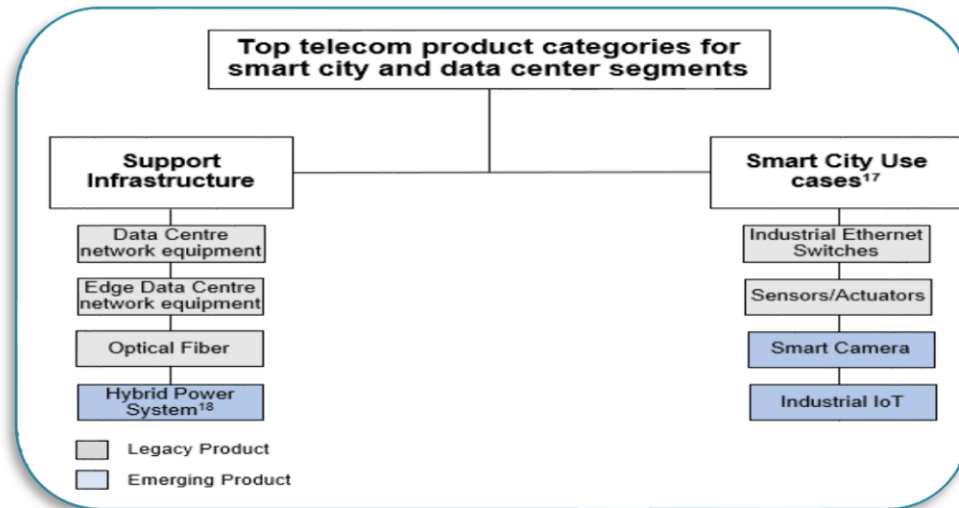 Top telecom product categories for
smart city and data center segments
Support
Infrastructure
Data Centre
network equipment
Edge Data Centre
network equipment
Optical Fiber
Hybrid Power
System¹⁸
Smart City Use
cases¹⁷
Industrial Ethernet
Switches
Sensors/Actuators
Smart Camera
Industrial IoT
Legacy Product
Emerging Product